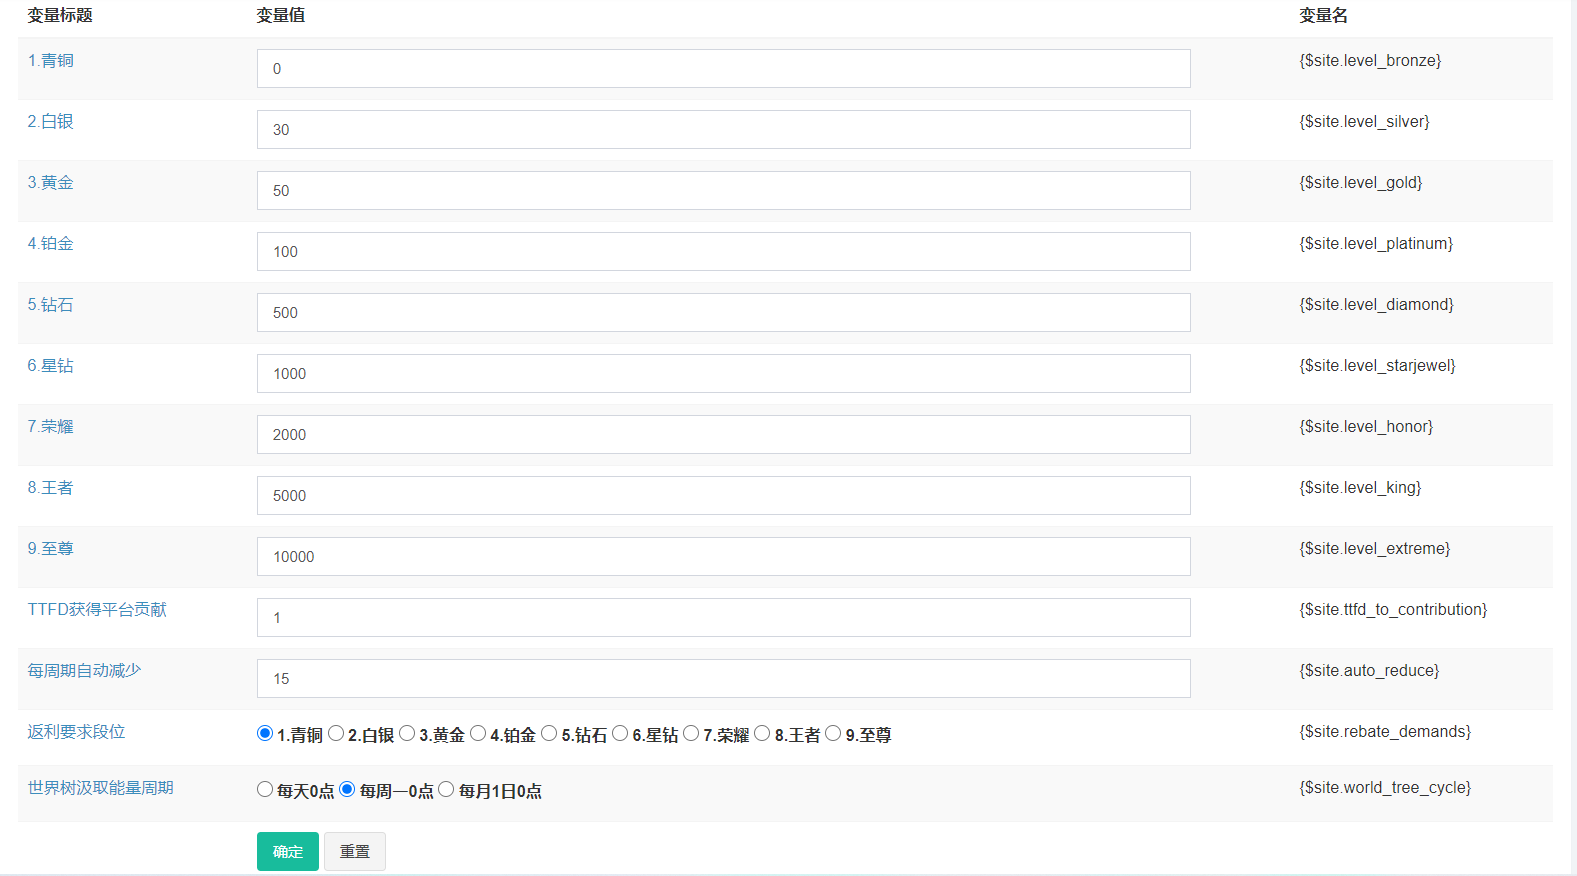 变量标题 变量值 变量名
1.青铜 0 {$site.level_bronze}
2.白银 30 {$site.level_silver}
3.黄金 50 {$site.level_gold}
4.铂金 100 {$site.level_platinum}
5.钻石 500 {$site.level_diamond}
6.星钻 1000 {$site.level_starjewel}
7.荣耀 2000 {$site.level_honor}
8.王者 5000 {$site.level_king}
9.至尊 10000 {$site.level_extreme}
TTFD获得平台贡献 1 {$site.ttfd_to_contribution}
每周期自动减少 15 {$site.auto_reduce}
返利要求段位 1.青铜 2.白银 3.黄金 4.铂金 5.钻石 6.星钻 7.荣耀 8.王者 9.至尊 {$site.rebate_demands}
世界树汲取能量周期 每天0点 每周一0点 每月1日0点 {$site.world_tree_cycle}
确定 重置